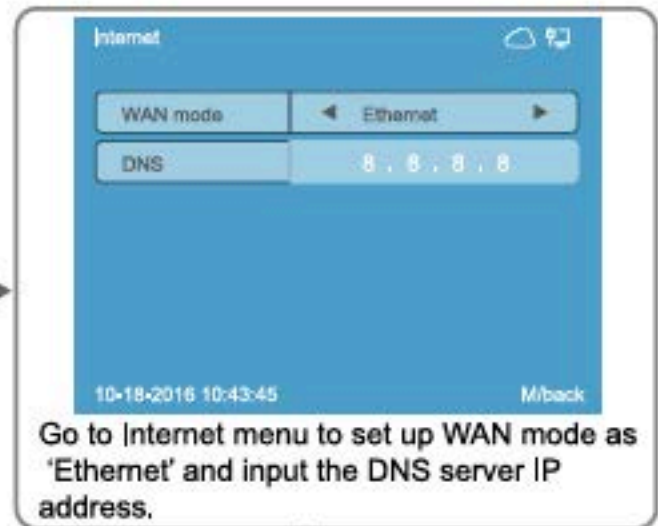 Internet
WAN mode ◄ Ethernet ►
DNS 8 . 8 . 8 . 8
10-18-2016 10:43:45 M/back
Go to Internet menu to set up WAN mode as
‘Ethernet’ and input the DNS server IP
address.